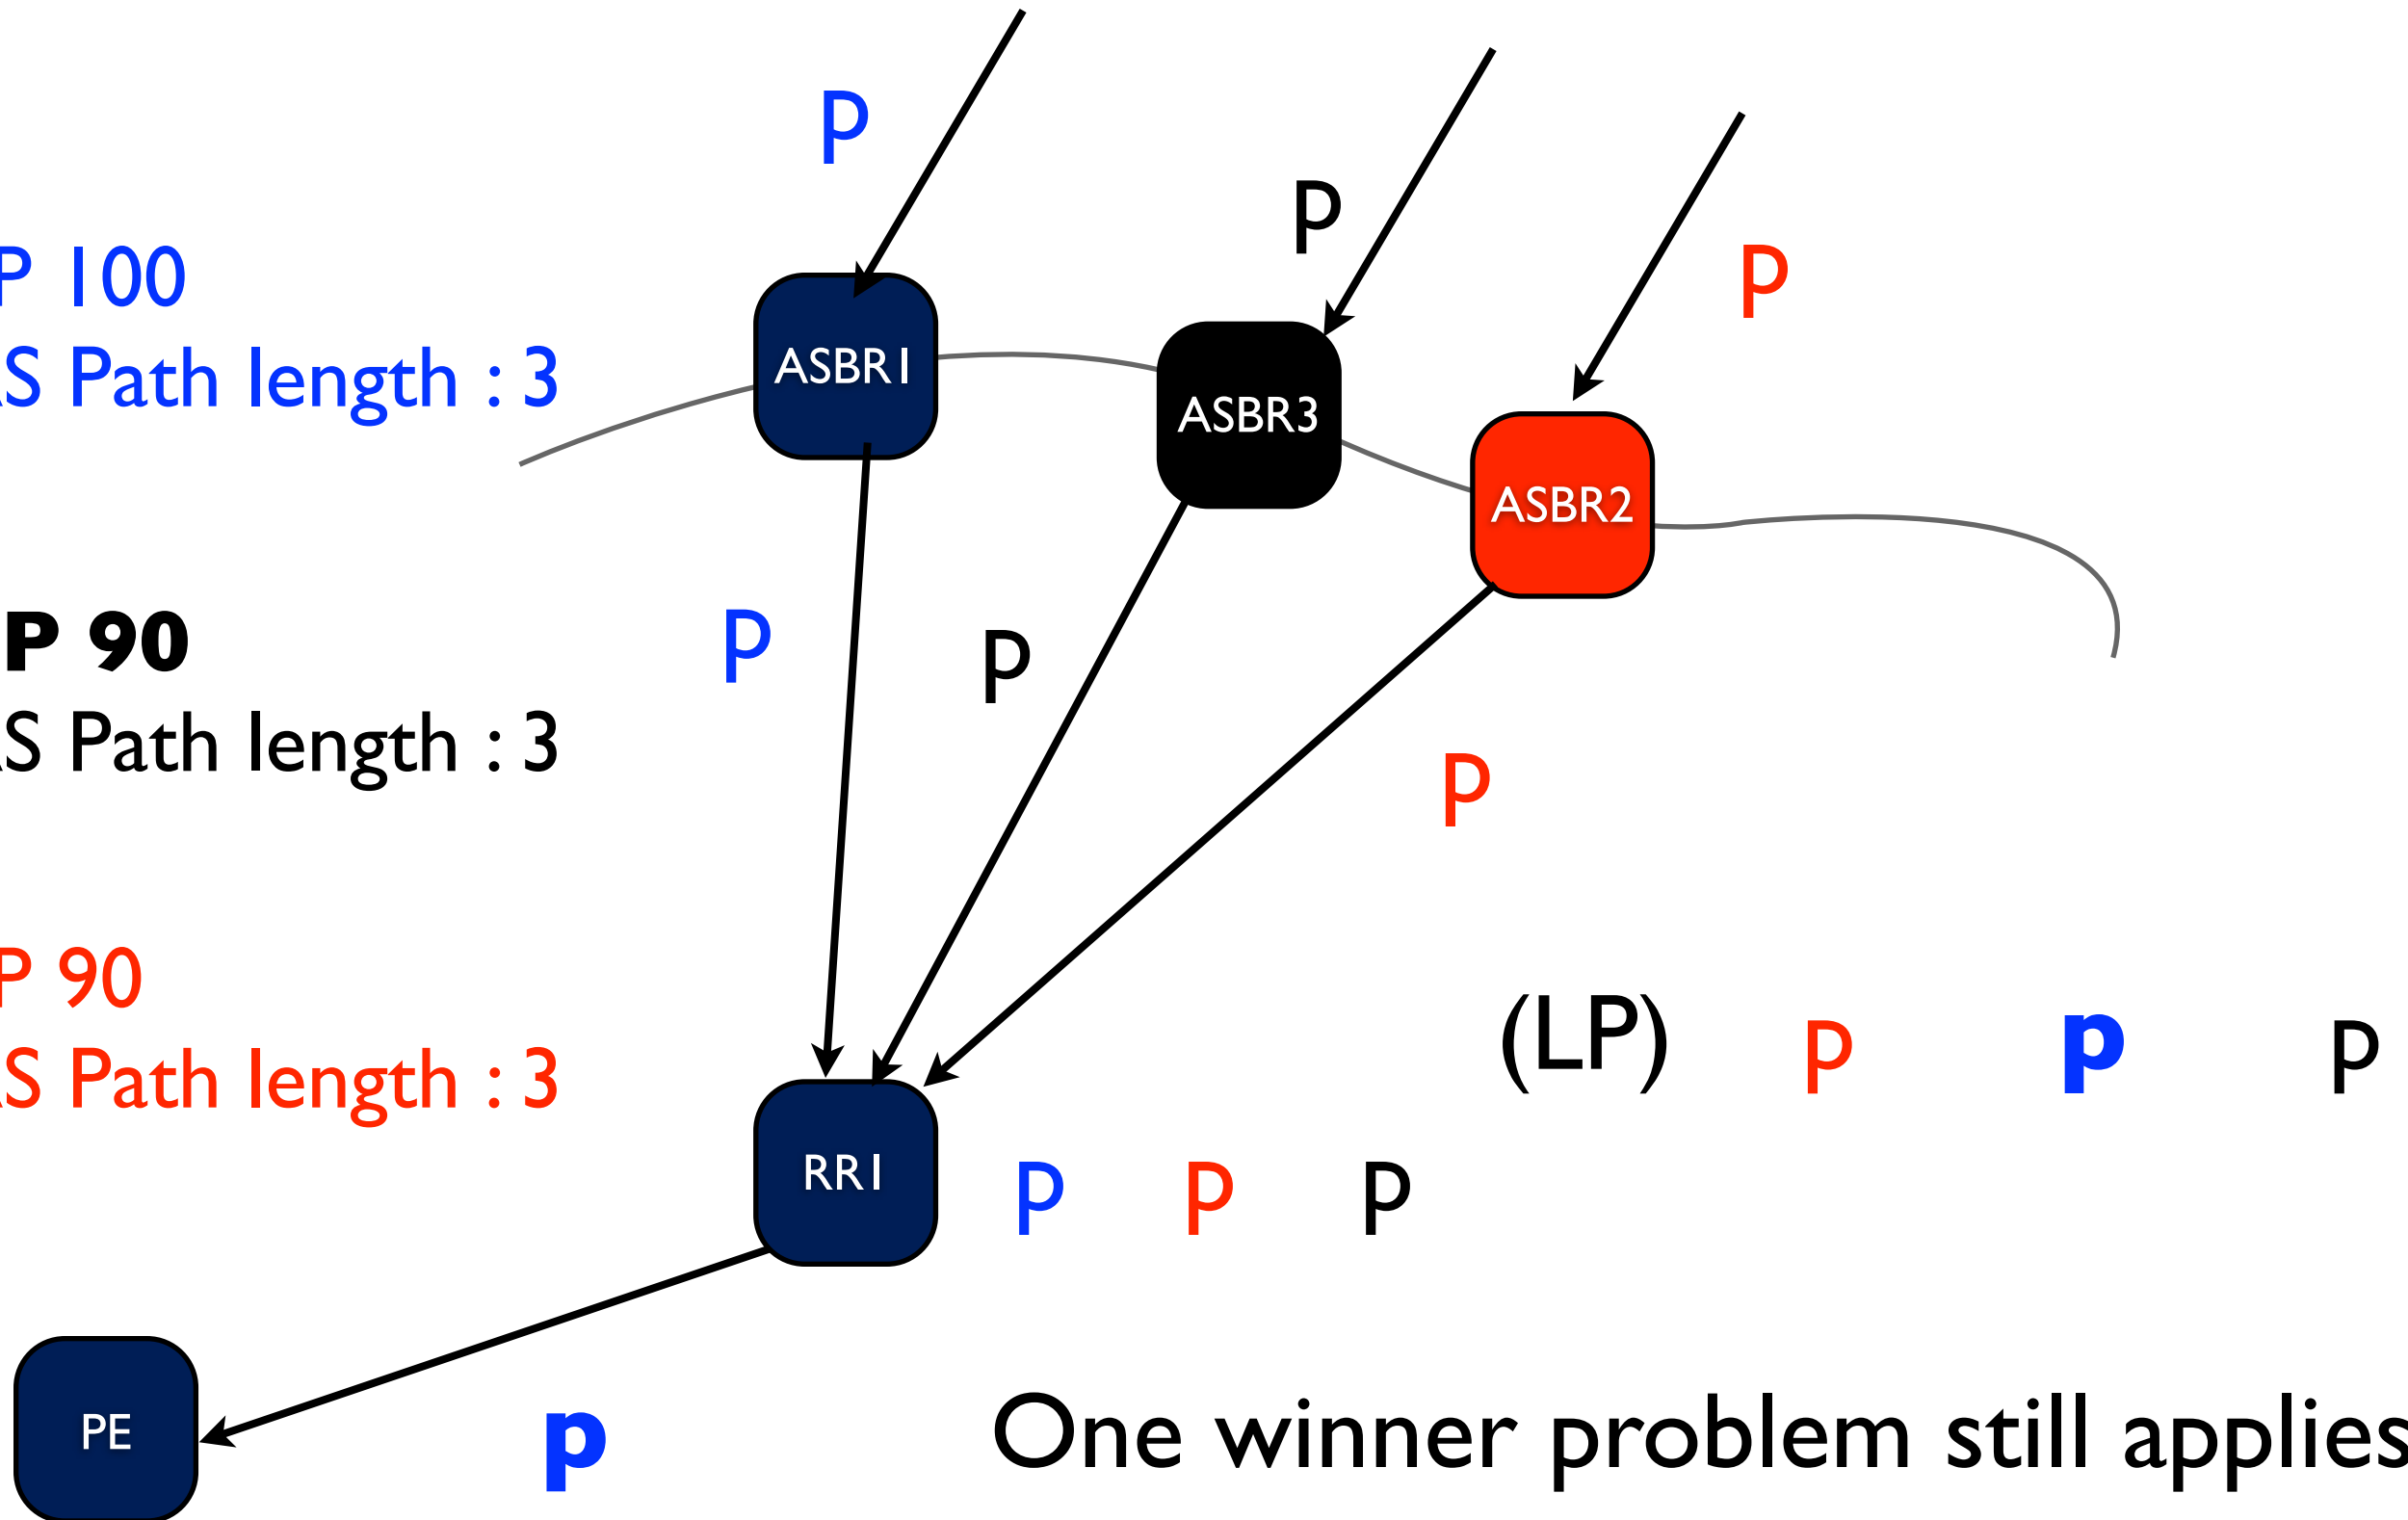 p
p
p
P 100
S Path length : 3
ASBR1
ASBR3
ASBR2
P 90
S Path length : 3
p
p
p
P 90
S Path length : 3
(LP) p p p
RR1
p p p
PE
p
One winner problem still applies